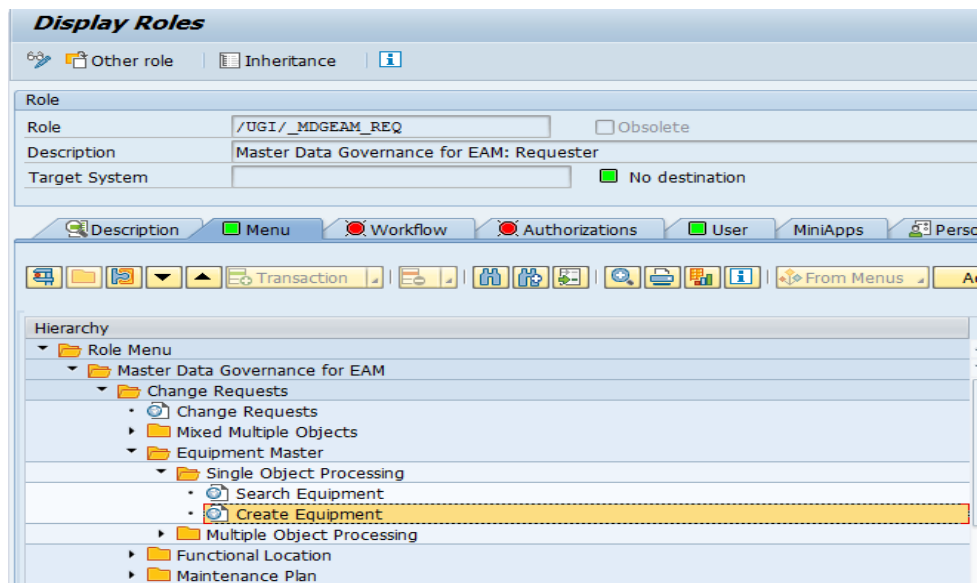 Display Roles
Other role Inheritance
Role
Role /UGI/_MDGEAM_REQ Obsolete
Description Master Data Governance for EAM: Requester
Target System No destination
Description Menu Workflow Authorizations User MiniApps Perso
Transaction From Menus
Hierarchy
Role Menu
Master Data Governance for EAM
Change Requests
Change Requests
Mixed Multiple Objects
Equipment Master
Single Object Processing
Search Equipment
Create Equipment
Multiple Object Processing
Functional Location
Maintenance Plan